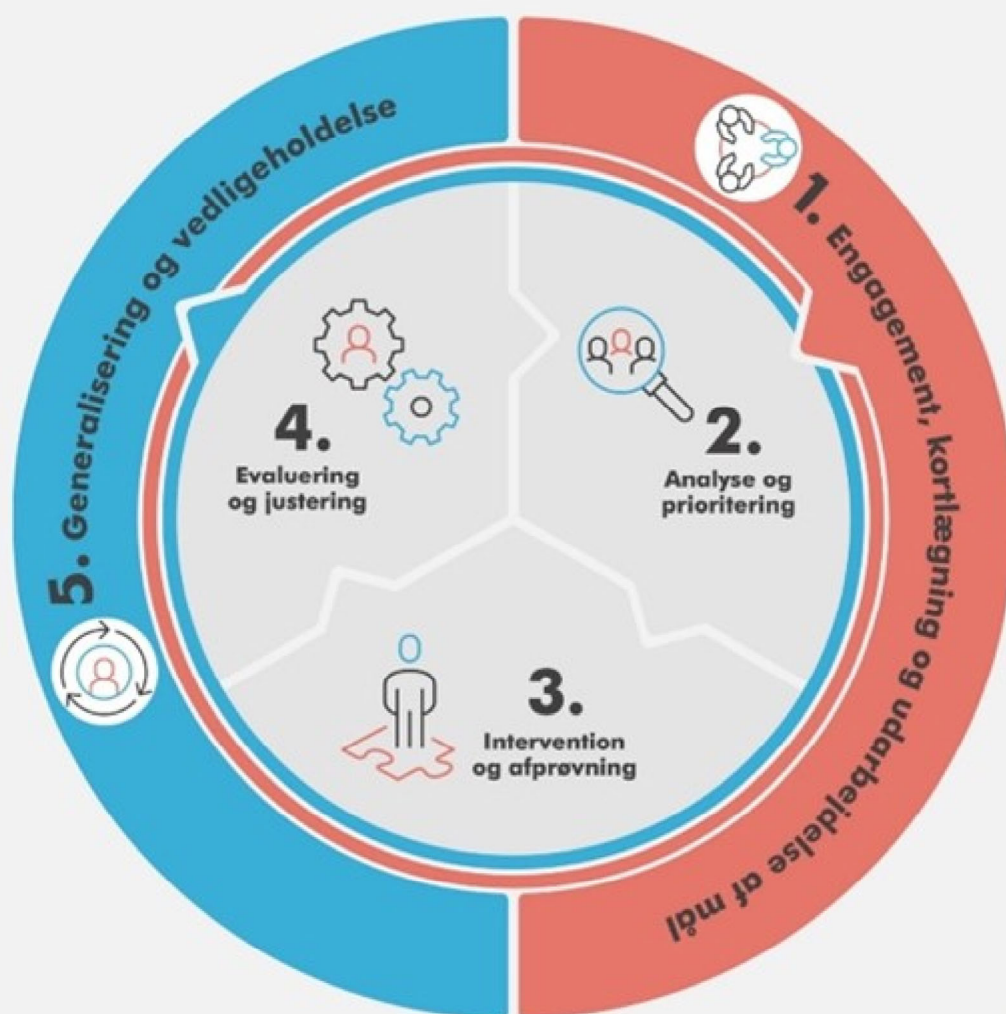 1. Engagement, kortlægning og udarbejdelse af mål
2.
Analyse og
prioritering
3.
Intervention
og afprøvning
4.
Evaluering
og justering
5. Generalisering og vedligeholdelse